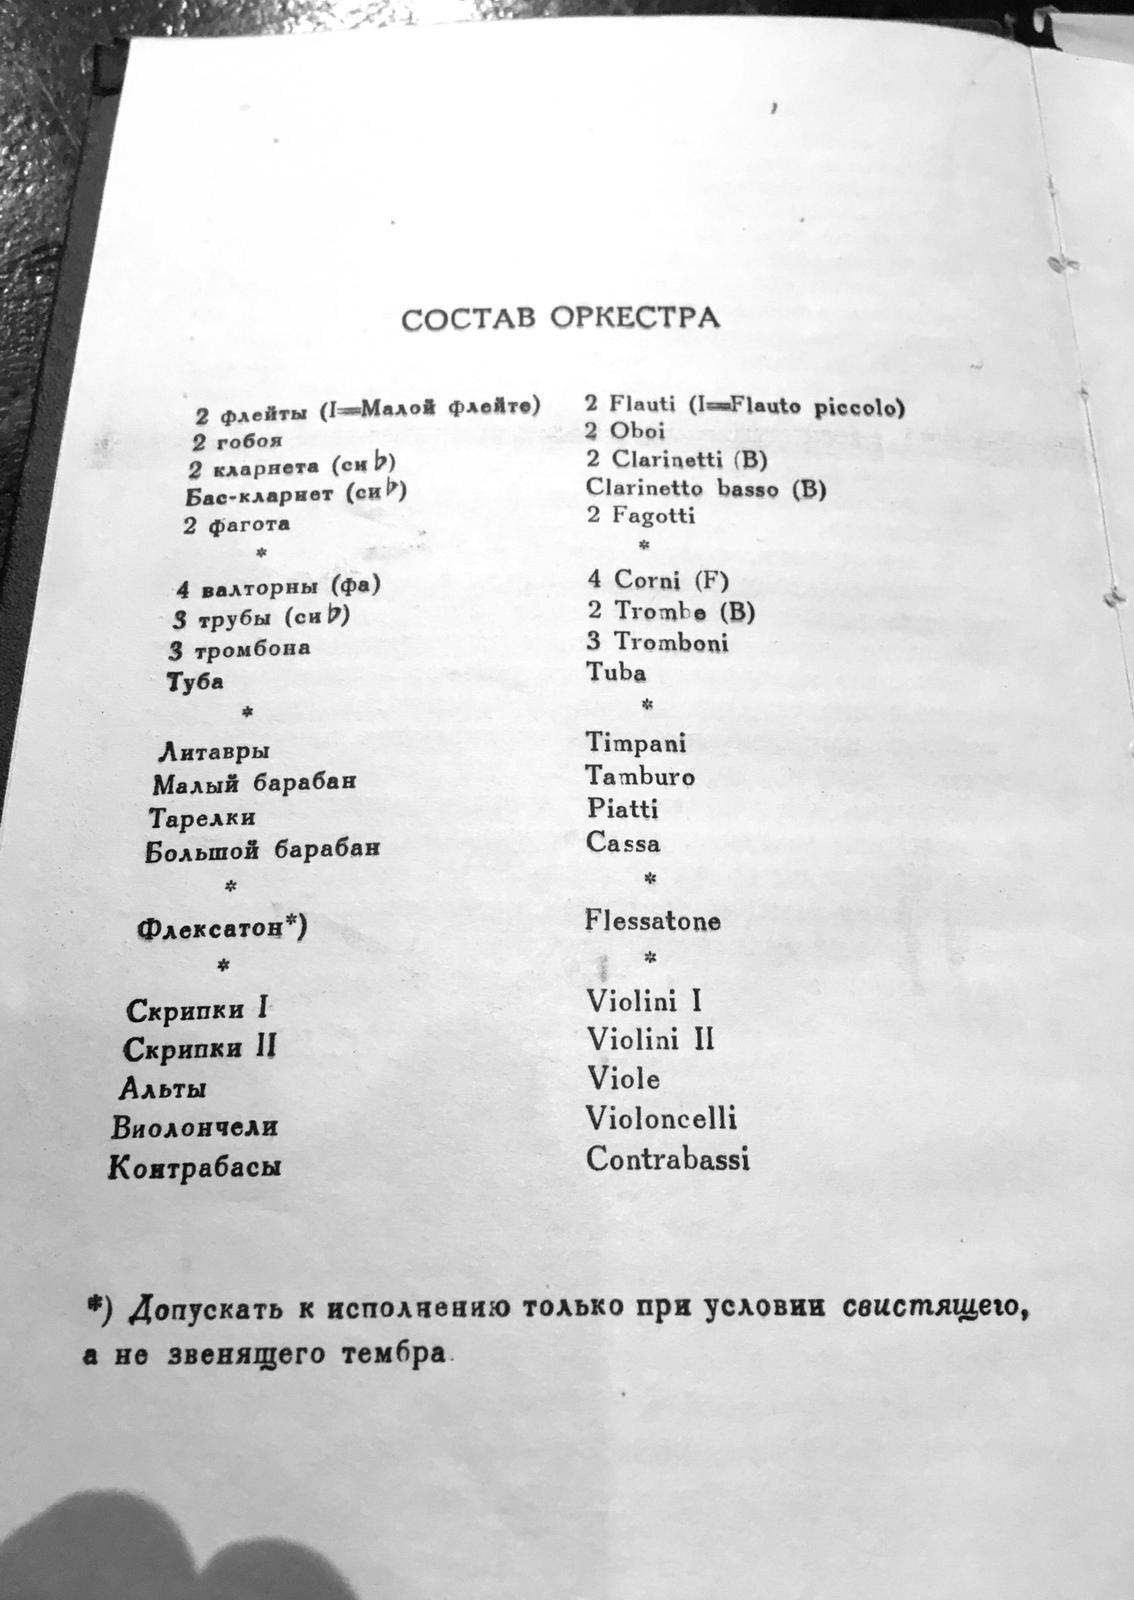 СОСТАВ ОРКЕСТРА
2 флейты (I=Малой флейте)
2 гобоя
2 кларнета (си♭)
Бас-кларнет (си♭)
2 фагота
*
4 валторны (фа)
3 трубы (си♭)
3 тромбона
Туба
*
Литавры
Малый барабан
Тарелки
Большой барабан
*
Флексатон*)
*
Скрипки I
Скрипки II
Альты
Виолончели
Контрабасы
2 Flauti (I=Flauto piccolo)
2 Oboi
2 Clarinetti (B)
Clarinetto basso (B)
2 Fagotti
*
4 Corni (F)
2 Trombe (B)
3 Tromboni
Tuba
*
Timpani
Tamburo
Piatti
Cassa
*
Flessatone
*
Violini I
Violini II
Viole
Violoncelli
Contrabassi
*) Допускать к исполнению только при условии свистящего,
а не звенящего тембра.